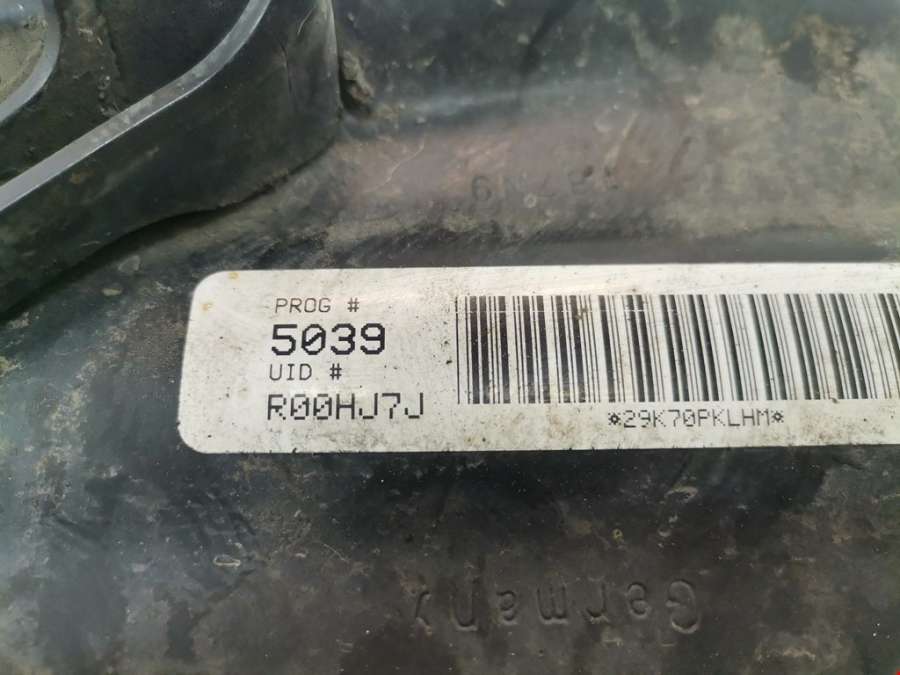 PROG #
5039
UID #
R00HJ7J
*29K70PKLHM*
Germany